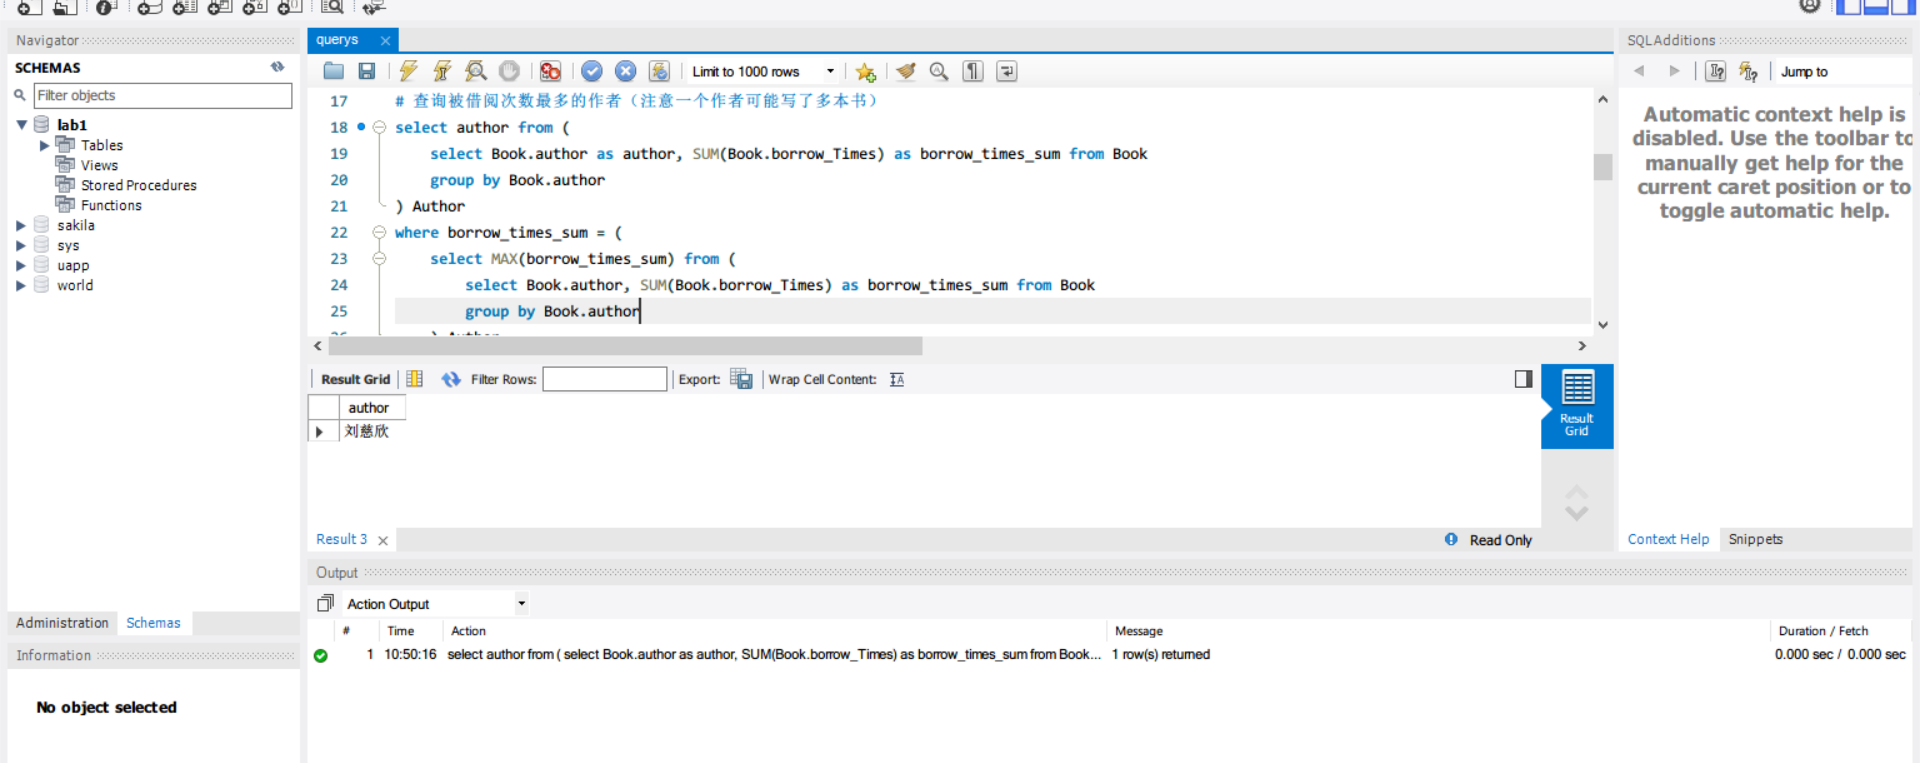 Navigator
SCHEMAS
Filter objects
lab1
Tables
Views
Stored Procedures
Functions
sakila
sys
uapp
world
Administration
Schemas
Information
No object selected
querys
Limit to 1000 rows
17 # 查询被借阅次数最多的作者（注意一个作者可能写了多本书）
18 select author from (
19 select Book.author as author, SUM(Book.borrow_Times) as borrow_times_sum from Book
20 group by Book.author
21 ) Author
22 where borrow_times_sum = (
23 select MAX(borrow_times_sum) from (
24 select Book.author, SUM(Book.borrow_Times) as borrow_times_sum from Book
25 group by Book.author
Result Grid
Filter Rows:
Export:
Wrap Cell Content:
author
刘慈欣
Result
Grid
Result 3
Read Only
Output
Action Output
# Time Action Message Duration / Fetch
1 10:50:16 select author from ( select Book.author as author, SUM(Book.borrow_Times) as borrow_times_sum from Book... 1 row(s) returned 0.000 sec / 0.000 sec
SQLAdditions
Jump to
Automatic context help is
disabled. Use the toolbar to
manually get help for the
current caret position or to
toggle automatic help.
Context Help
Snippets